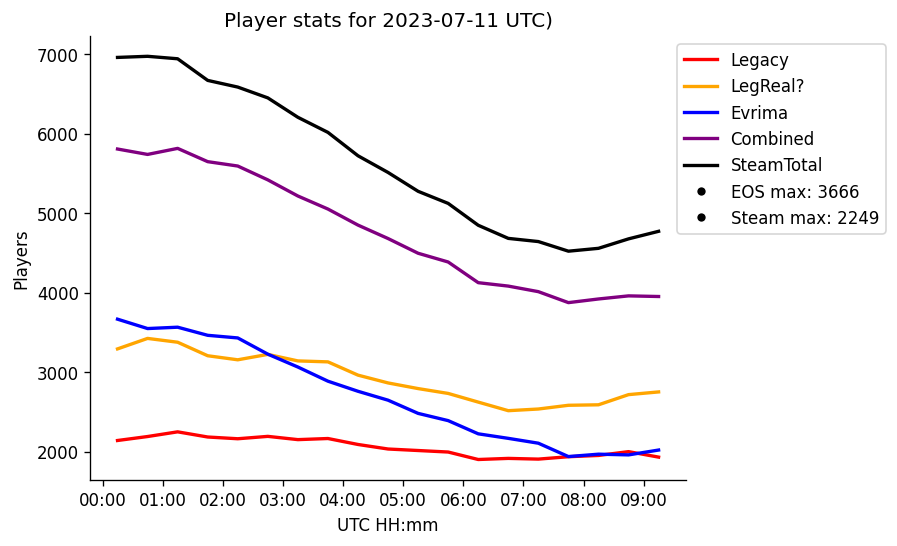 Player stats for 2023-07-11 UTC)
Legacy
LegReal?
Evrima
Combined
SteamTotal
EOS max: 3666
Steam max: 2249
Players
7000
6000
5000
4000
3000
2000
00:00 01:00 02:00 03:00 04:00 05:00 06:00 07:00 08:00 09:00
UTC HH:mm